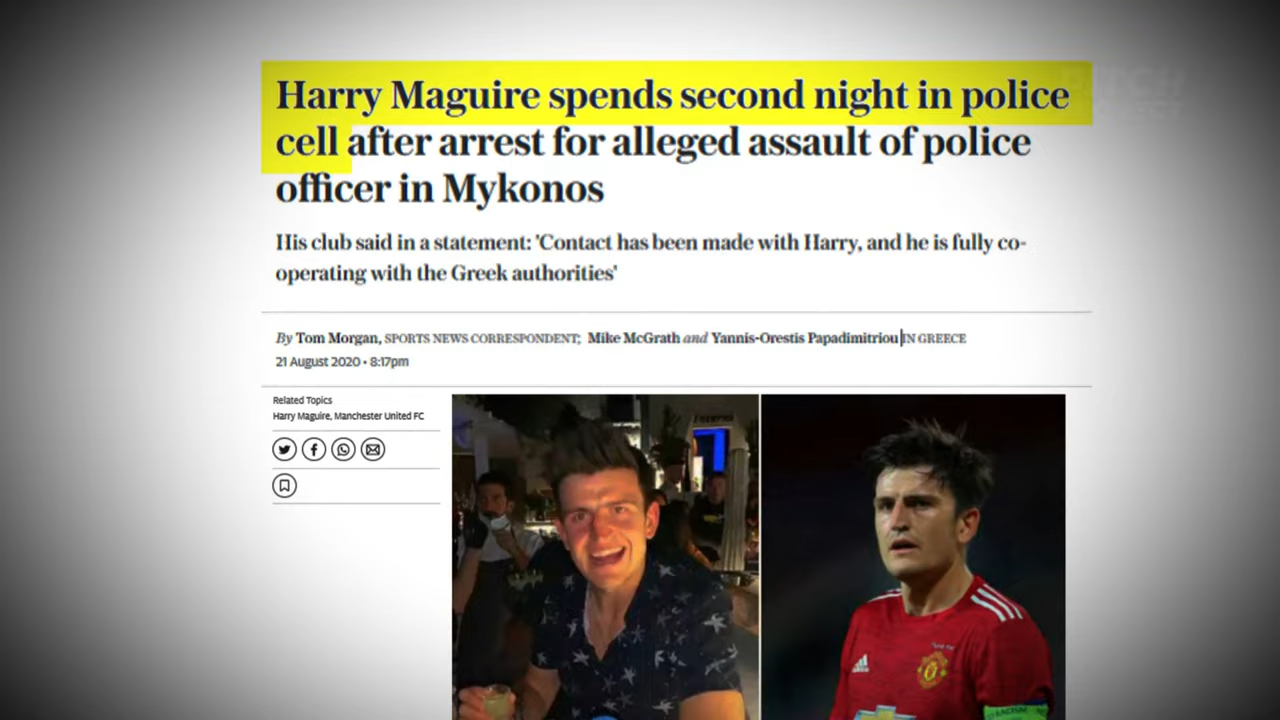 Harry Maguire spends second night in police
cell after arrest for alleged assault of police
officer in Mykonos
His club said in a statement: 'Contact has been made with Harry, and he is fully co-
operating with the Greek authorities'
By Tom Morgan, SPORTS NEWS CORRESPONDENT; Mike McGrath and Yannis-Orestis Papadimitriou IN GREECE
21 August 2020 • 8:17pm
Related Topics
Harry Maguire, Manchester United FC